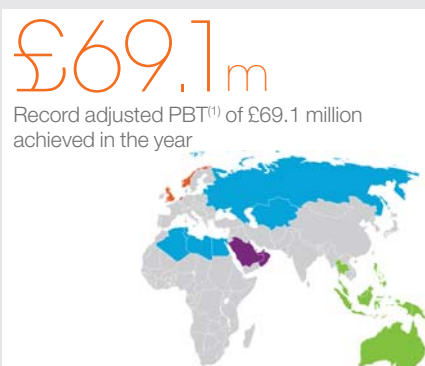 £69.1m
Record adjusted PBT(1) of £69.1 million
achieved in the year